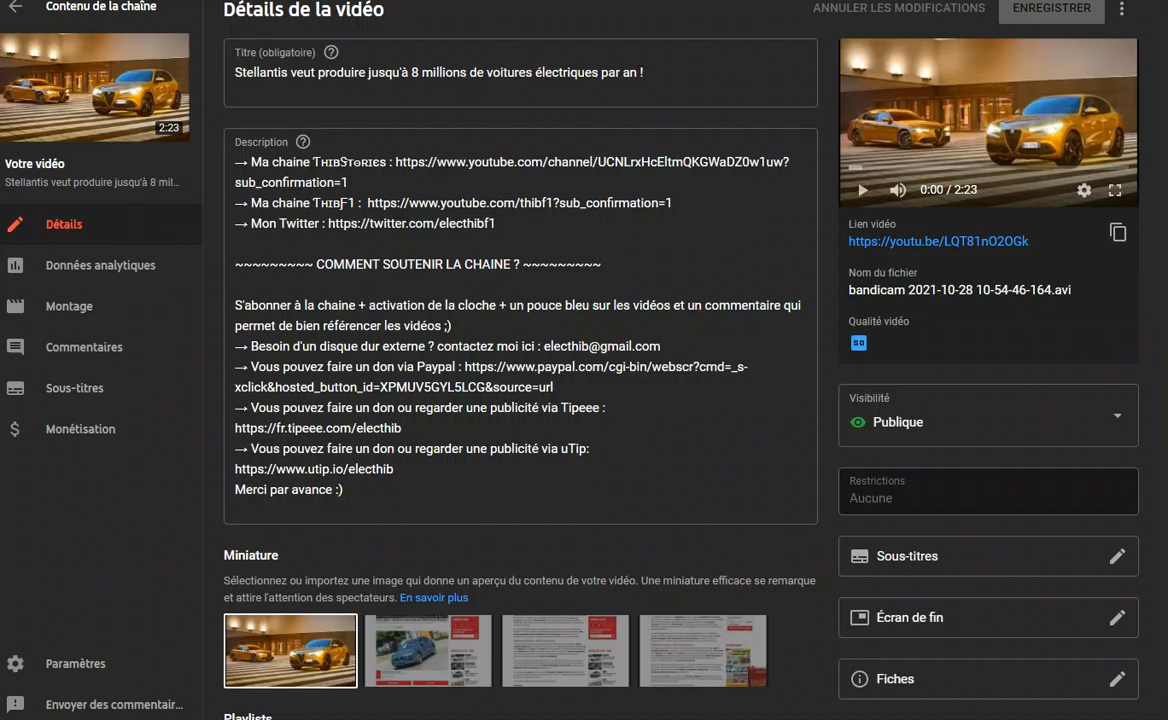 Contenu de la chaîne
2:23
Votre vidéo
Stellantis veut produire jusqu'à 8 mil...
Détails
Données analytiques
Montage
Commentaires
Sous-titres
Monétisation
Paramètres
Envoyer des commentair...
Détails de la vidéo
ANNULER LES MODIFICATIONS
ENREGISTRER
Titre (obligatoire)
Stellantis veut produire jusqu'à 8 millions de voitures électriques par an !
Description
→ Ma chaine TʜɪʙSᴛᴏʀɪᴇs : https://www.youtube.com/channel/UCNLrxHcEltmQKGWaDZ0w1uw?
sub_confirmation=1
→ Ma chaine TʜɪʙF1 : https://www.youtube.com/thibf1?sub_confirmation=1
→ Mon Twitter : https://twitter.com/electhibf1
~~~~~~~~~ COMMENT SOUTENIR LA CHAINE ? ~~~~~~~~~
S'abonner à la chaine + activation de la cloche + un pouce bleu sur les vidéos et un commentaire qui
permet de bien référencer les vidéos ;)
→ Besoin d'un disque dur externe ? contactez moi ici : electhib@gmail.com
→ Vous pouvez faire un don via Paypal : https://www.paypal.com/cgi-bin/webscr?cmd=_s-
xclick&hosted_button_id=XPMUV5GYL5LCG&source=url
→ Vous pouvez faire un don ou regarder une publicité via Tipeee :
https://fr.tipeee.com/electhib
→ Vous pouvez faire un don ou regarder une publicité via uTip:
https://www.utip.io/electhib
Merci par avance :)
Miniature
Sélectionnez ou importez une image qui donne un aperçu du contenu de votre vidéo. Une miniature efficace se remarque
et attire l'attention des spectateurs. En savoir plus
Playlists
0:00 / 2:23
Lien vidéo
https://youtu.be/LQT81nO2OGk
Nom du fichier
bandicam 2021-10-28 10-54-46-164.avi
Qualité vidéo
SD
Visibilité
Publique
Restrictions
Aucune
Sous-titres
Écran de fin
Fiches